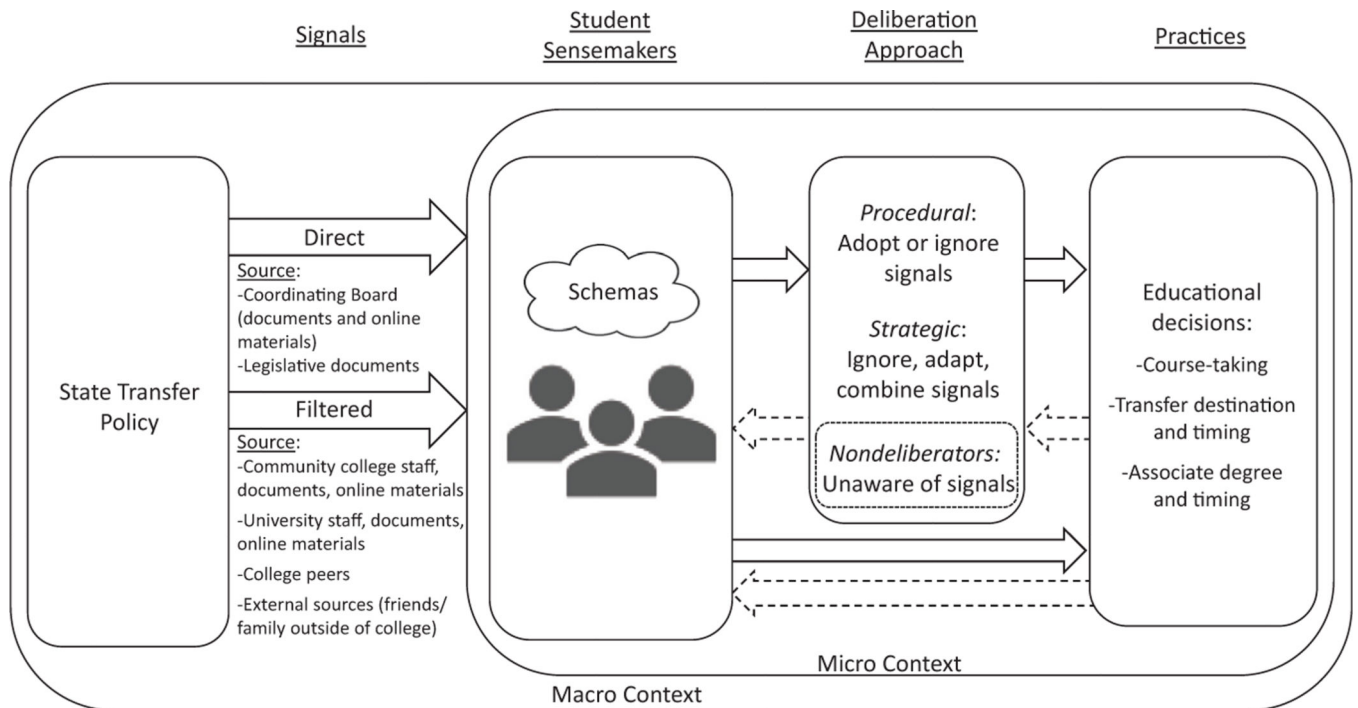 Signals
Student
Sensemakers
Deliberation
Approach
Practices
State Transfer
Policy
Direct
Source:
-Coordinating Board
(documents and online
materials)
-Legislative documents
Filtered
Source:
-Community college staff,
documents, online materials
-University staff, documents,
online materials
-College peers
-External sources (friends/
family outside of college)
Schemas
Procedural:
Adopt or ignore
signals
Strategic:
Ignore, adapt,
combine signals
Nondeliberators:
Unaware of signals
Educational
decisions:
-Course-taking
-Transfer destination
and timing
-Associate degree
and timing
Micro Context
Macro Context